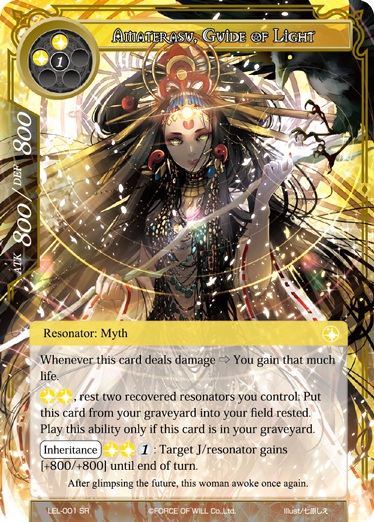 Amaterasu, Guide of Light
1
ATK 800 / DEF 800
Resonator: Myth
Whenever this card deals damage ⇨ You gain that much
life.
, rest two recovered resonators you control: Put
this card from your graveyard into your field rested.
Play this ability only if this card is in your graveyard.
Inheritance 1 : Target J/resonator gains
[+800/+800] until end of turn.
After glimpsing the future, this woman awoke once again.
LEL-001 SR ©FORCE OF WILL Co.,Ltd. Illust/七原しえ